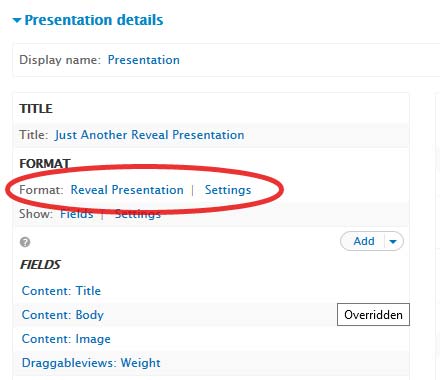 Presentation details
Display name: Presentation
TITLE
Title: Just Another Reveal Presentation
FORMAT
Format: Reveal Presentation | Settings
Show: Fields | Settings
? Add
FIELDS
Content: Title
Content: Body Overridden
Content: Image
Draggableviews: Weight